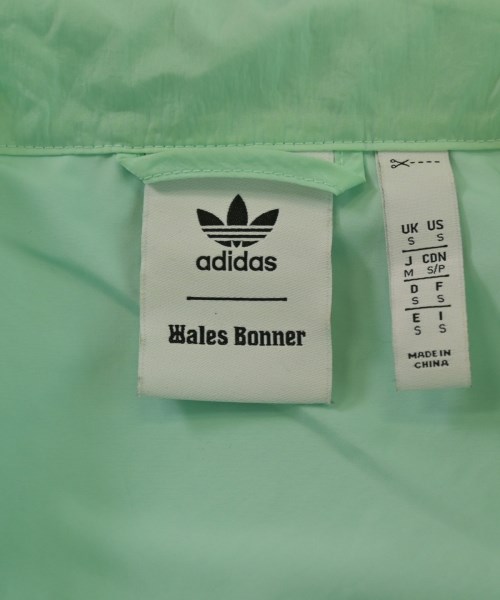 adidas
Wales Bonner
UK US
S S
J CDN
M S/P
D F
S S
E I
S S
MADE IN
CHINA